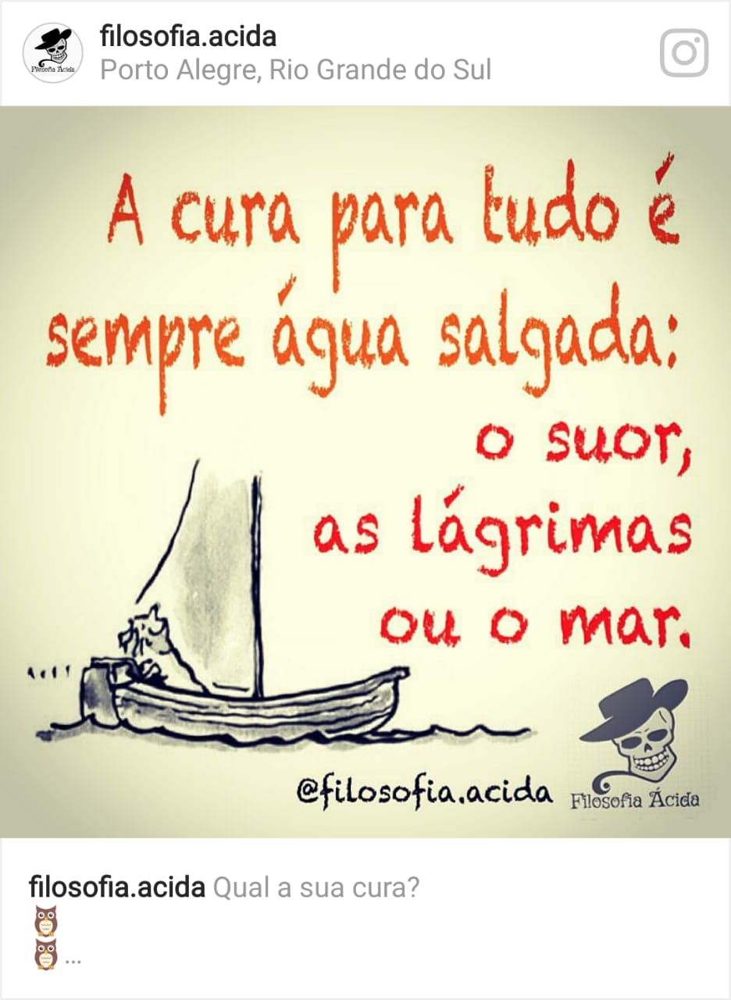 filosofia.acida
Porto Alegre, Rio Grande do Sul
Filosofia Ácida
A cura para tudo é
sempre água salgada:
o suor,
as lágrimas
ou o mar.
@filosofia.acida
Filosofia Ácida
filosofia.acida Qual a sua cura?
...